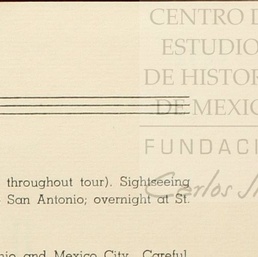 CENTRO D
ESTUDIO
DE HISTOR
DE MEXIC
FUNDACI
Carlos
throughout tour). Sightseeing
San Antonio; overnight at St.
and Mexico City. Careful